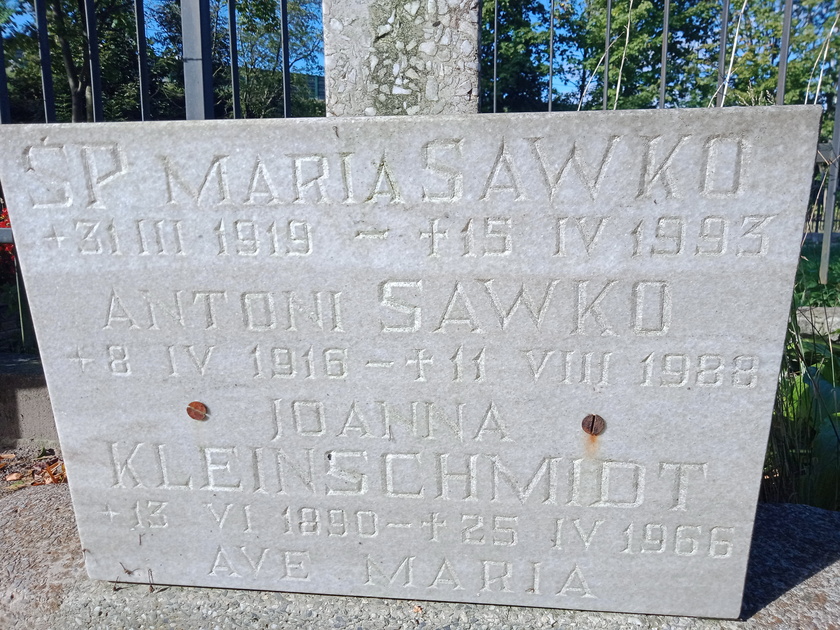 ŚP MARIA SAWKO
+31 III 1919 - †15 IV 1993
ANTONI SAWKO
+8 IV 1916 - †11 VIII 1988
JOANNA
KLEINSCHMIDT
+13 VI 1890 - †25 IV 1966
AVE MARIA